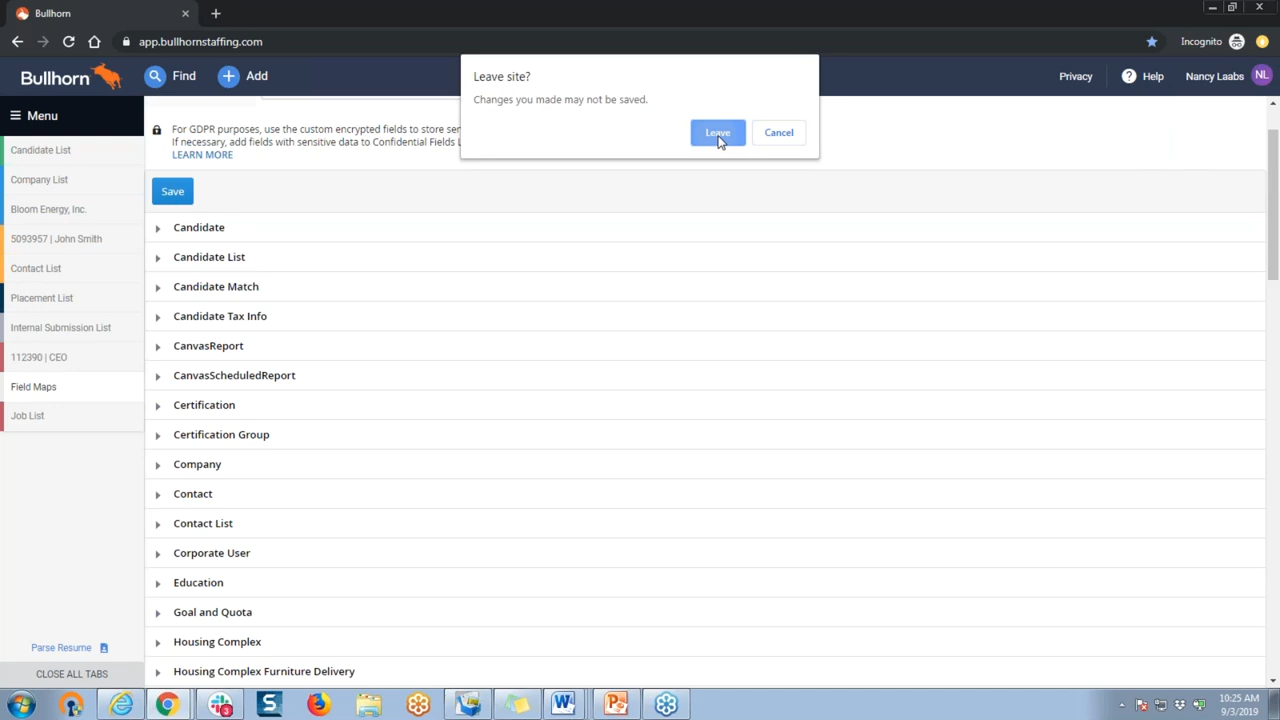 Bullhorn
app.bullhornstaffing.com
Incognito
Bullhorn
Find
Add
Privacy
Help
Nancy Laabs
NL
Leave site?
Changes you made may not be saved.
Leave
Cancel
Menu
Candidate List
Company List
Bloom Energy, Inc.
5093957 | John Smith
Contact List
Placement List
Internal Submission List
112390 | CEO
Field Maps
Job List
Parse Resume
CLOSE ALL TABS
For GDPR purposes, use the custom encrypted fields to store
If necessary, add fields with sensitive data to Confidential Fields
LEARN MORE
Save
Candidate
Candidate List
Candidate Match
Candidate Tax Info
CanvasReport
CanvasScheduledReport
Certification
Certification Group
Company
Contact
Contact List
Corporate User
Education
Goal and Quota
Housing Complex
Housing Complex Furniture Delivery
3
10:25 AM
9/3/2019